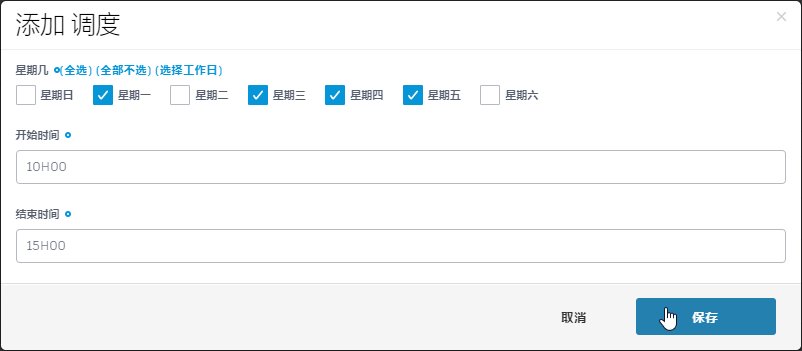 添加 调度
星期几 (全选) (全部不选) (选择工作日)
星期日 星期一 星期二 星期三 星期四 星期五 星期六
开始时间
10H00
结束时间
15H00
取消 保存